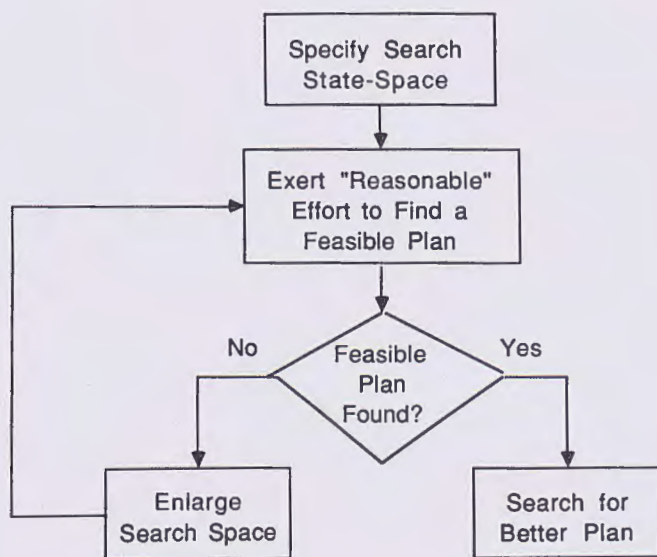 Specify Search
State-Space
Exert "Reasonable"
Effort to Find a
Feasible Plan
No
Feasible
Plan
Found?
Yes
Enlarge
Search Space
Search for
Better Plan